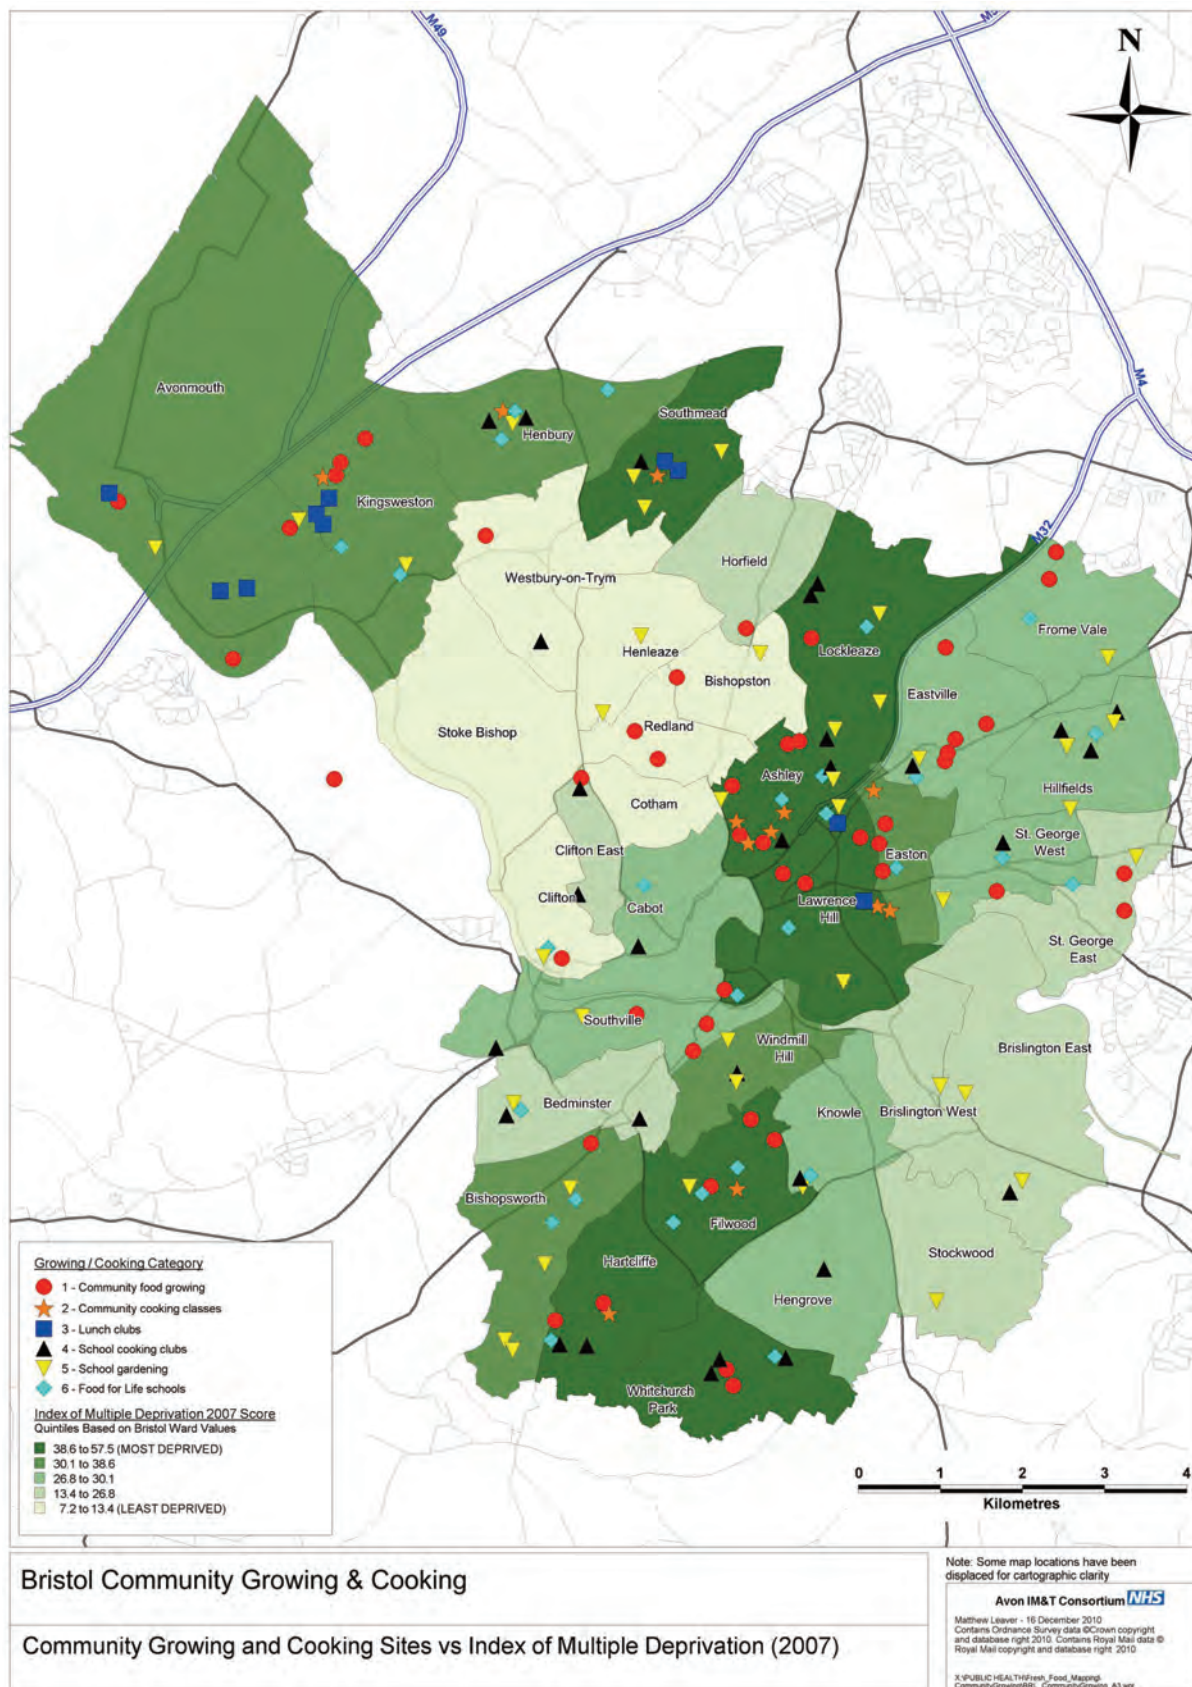 M49
M5
N
M4
Avonmouth
Southmead
Henbury
Kingsweston
M32
Horfield
Westbury-on-Trym
Frome Vale
Henleaze
Lockleaze
Bishopston
Eastville
Stoke Bishop
Redland
Ashley
Hillfields
Cotham
St. George
West
Clifton East
Easton
Clifton
Cabot
Lawrence
Hill
St. George
East
Southville
Windmill
Hill
Brislington East
Bedminster
Knowle
Brislington West
Bishopsworth
Filwood
Hartcliffe
Stockwood
Hengrove
Whitchurch
Park
Growing / Cooking Category
1 - Community food growing
2 - Community cooking classes
3 - Lunch clubs
4 - School cooking clubs
5 - School gardening
6 - Food for Life schools
Index of Multiple Deprivation 2007 Score
Quintiles Based on Bristol Ward Values
38.6 to 57.5 (MOST DEPRIVED)
30.1 to 38.6
26.8 to 30.1
13.4 to 26.8
7.2 to 13.4 (LEAST DEPRIVED)
0 1 2 3 4
Kilometres
Bristol Community Growing & Cooking
Community Growing and Cooking Sites vs Index of Multiple Deprivation (2007)
Note: Some map locations have been
displaced for cartographic clarity
Avon IM&T Consortium NHS
Matthew Leaver - 16 December 2010
Contains Ordnance Survey data ©Crown copyright
and database right 2010. Contains Royal Mail data ©
Royal Mail copyright and database right 2010
X:\PUBLIC HEALTH\Fresh_Food_Mapping\